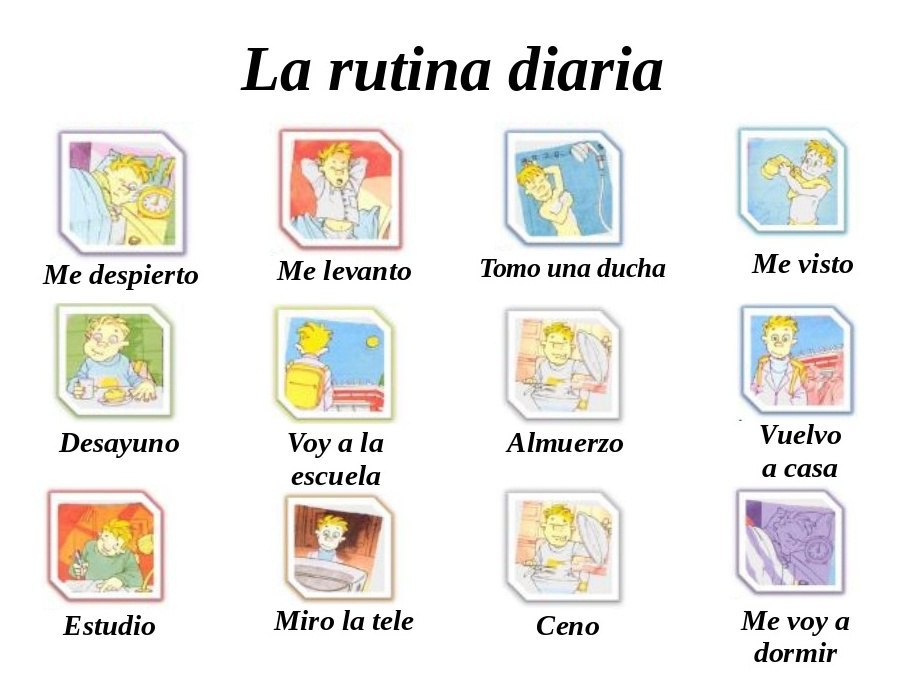 La rutina diaria
Me despierto
Me levanto
Tomo una ducha
Me visto
Desayuno
Voy a la
escuela
Almuerzo
Vuelvo
a casa
Estudio
Miro la tele
Ceno
Me voy a
dormir